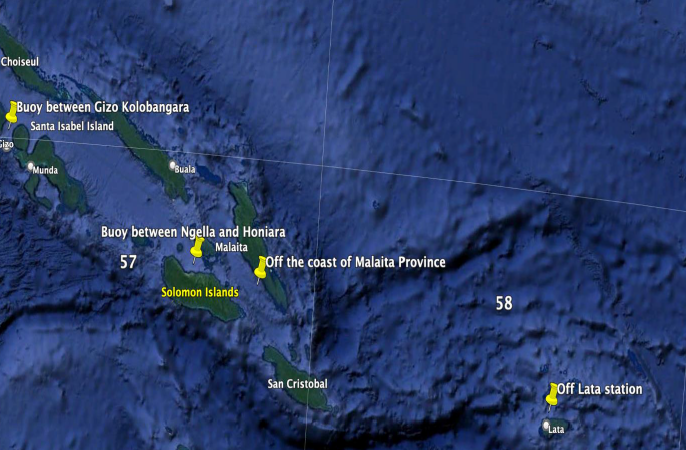 Choiseul
Buoy between Gizo Kolobangara
Santa Isabel Island
Gizo
Munda
Buala
Buoy between Ngella and Honiara
Malaita
57
Off the coast of Malaita Province
Solomon Islands
58
San Cristobal
Off Lata station
Lata